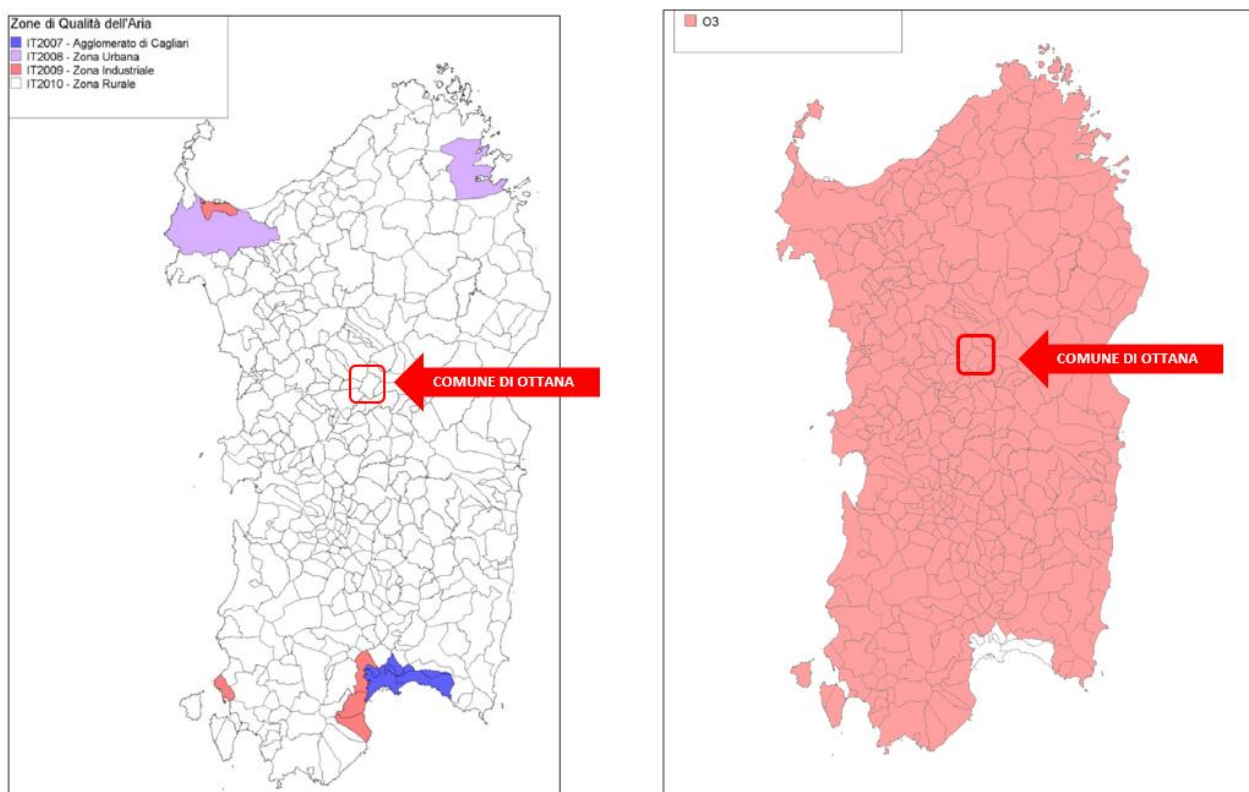 Zone di Qualità dell'Aria
IT2007 - Agglomerato di Cagliari
IT2008 - Zona Urbana
IT2009 - Zona Industriale
IT2010 - Zona Rurale
COMUNE DI OTTANA
O3
COMUNE DI OTTANA